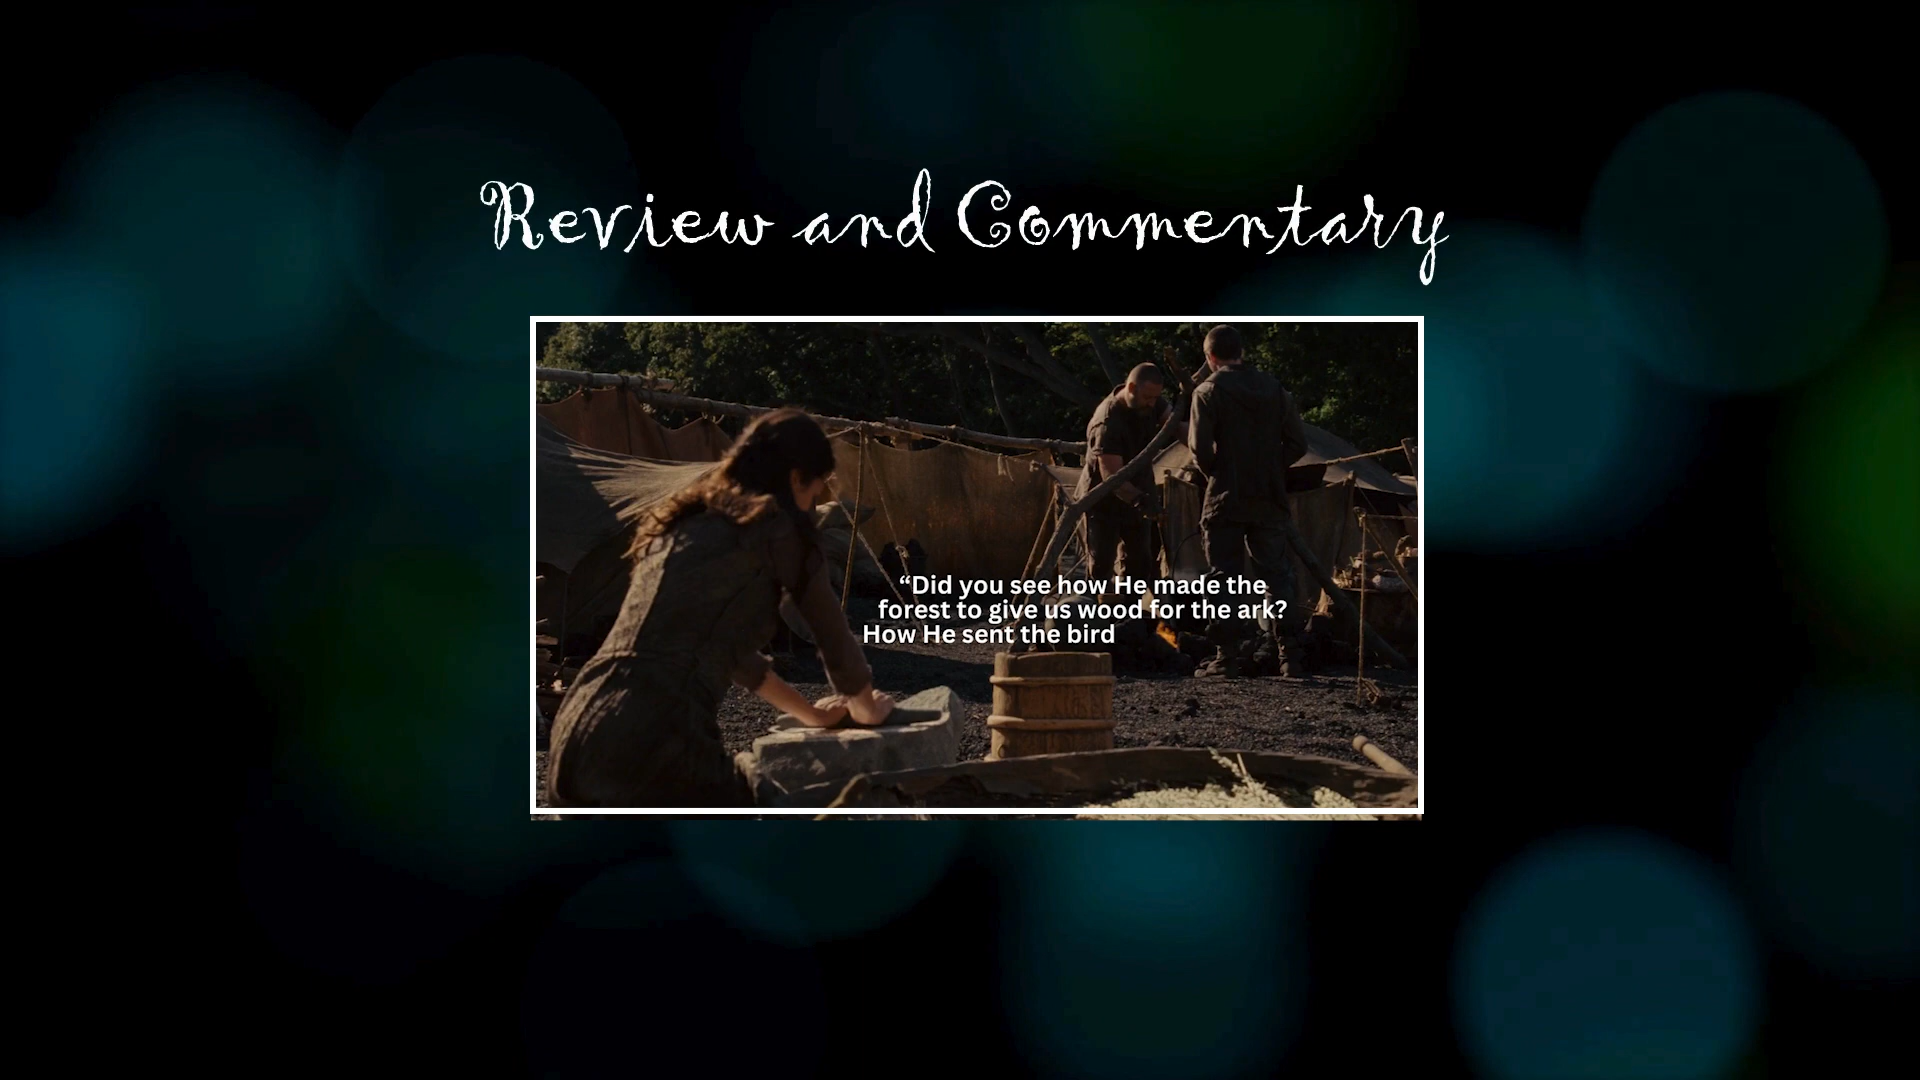 Review and Commentary
“Did you see how He made the
forest to give us wood for the ark?
How He sent the bird